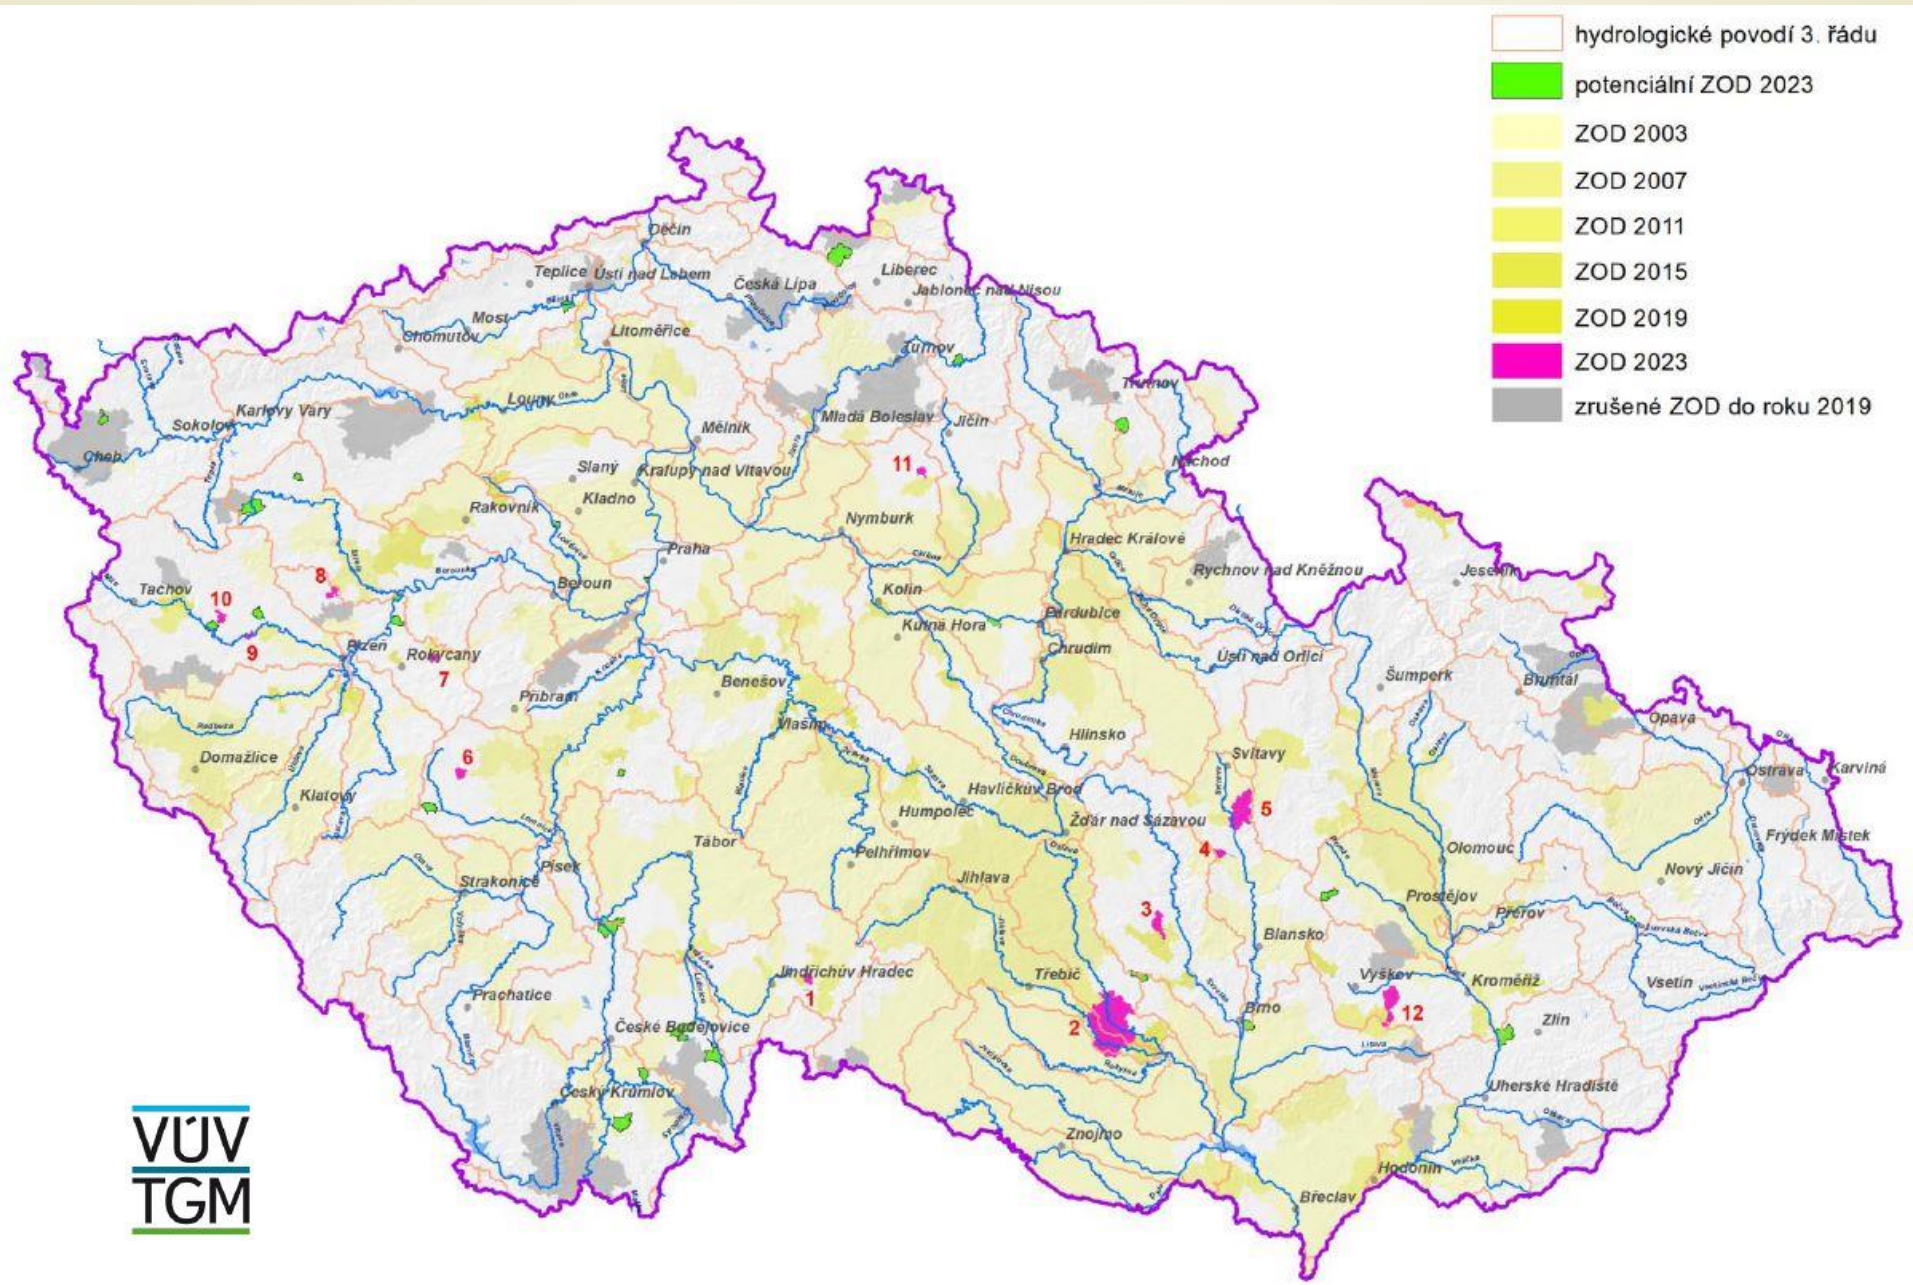 hydrologické povodí 3. řádu
potenciální ZOD 2023
ZOD 2003
ZOD 2007
ZOD 2011
ZOD 2015
ZOD 2019
ZOD 2023
zrušené ZOD do roku 2019
Děčín
Teplice
Ústí nad Labem
Česká Lípa
Liberec
Jablonec nad Nisou
Most
Chomutov
Litoměřice
Turnov
Trutnov
Louny
Ohře
Karlovy Vary
Sokolov
Mladá Boleslav
Jičín
Mělník
Cheb
Slaný
Kralupy nad Vltavou
11
Náchod
Kladno
Rakovník
Nymburk
Praha
Hradec Králové
Cidlina
Rychnov nad Kněžnou
Jeseník
Berounka
Beroun
8
Tachov
10
Kolín
Pardubice
Kutná Hora
Plzeň
Rokycany
9
7
Chrudim
Ústí nad Orlicí
Šumperk
Bruntál
Benešov
Příbram
Opava
Radbuza
Vlašim
Hlinsko
Domažlice
6
Svitavy
Ostrava
Karviná
Klatovy
Havlíčkův Brod
Humpolec
5
Žďár nad Sázavou
Frýdek Místek
Tábor
4
Olomouc
Písek
Pelhřimov
Nový Jičín
Strakonice
Jihlava
Prostějov
3
Přerov
Blansko
Jindřichův Hradec
Třebíč
Vyškov
Kroměříž
Vsetín
Prachatice
1
Brno
12
Zlín
České Budějovice
2
Litava
Rokytná
Český Krumlov
Uherské Hradiště
Znojmo
Hodonín
Břeclav
VÚV
TGM